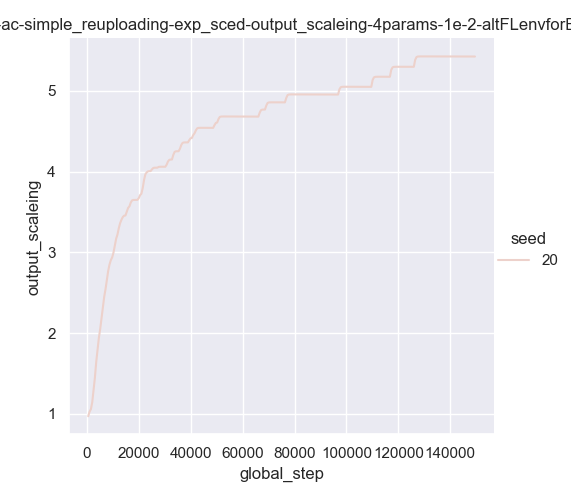 -ac-simple_reuploading-exp_sced-output_scaleing-4params-1e-2-altFLenvforE
5
4
3
2
1
output_scaleing
0 20000 40000 60000 80000 100000 120000 140000
global_step
seed
20